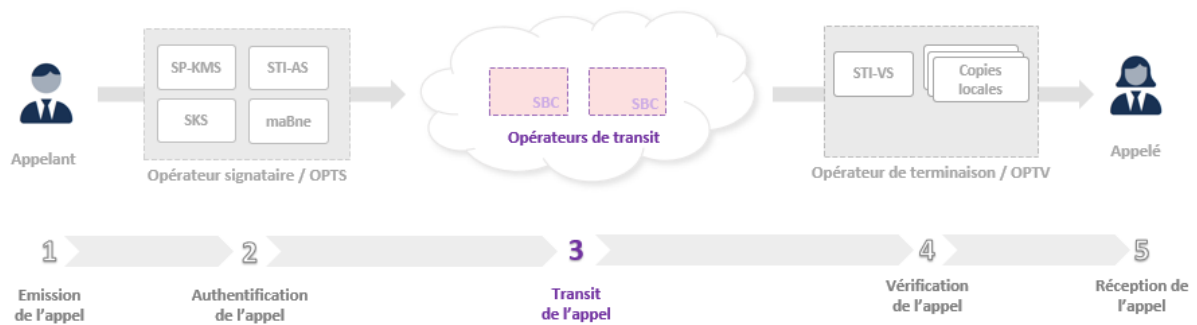 SP-KMS
STI-AS
SKS
maBne
Appelant
Opérateur signataire / OPTS
SBC
SBC
Opérateurs de transit
STI-VS
Copies
locales
Opérateur de terminaison / OPTV
Appelé
1
2
3
4
5
Emission
de l'appel
Authentification
de l'appel
Transit
de l'appel
Vérification
de l'appel
Réception de
l'appel